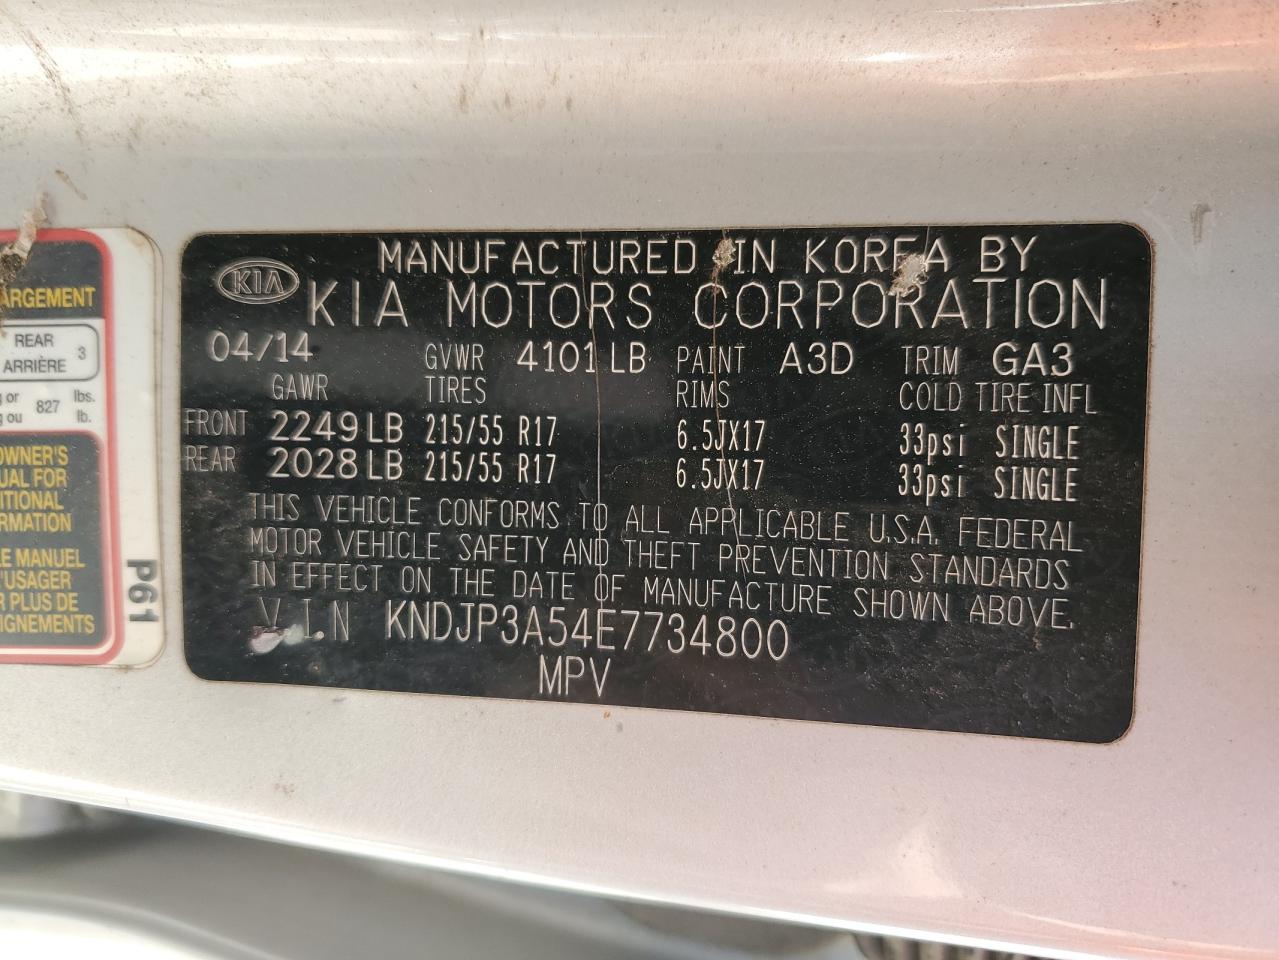 MANUFACTURED IN KOREA BY
KIA
KIA MOTORS CORPORATION
04/14 GVWR 4101 LB PAINT A3D TRIM GA3
GAWR TIRES RIMS COLD TIRE INFL
FRONT 2249 LB 215/55 R17 6.5JX17 33psi SINGLE
REAR 2028 LB 215/55 R17 6.5JX17 33psi SINGLE
THIS VEHICLE CONFORMS TO ALL APPLICABLE U.S.A. FEDERAL
MOTOR VEHICLE SAFETY AND THEFT PREVENTION STANDARDS
IN EFFECT ON THE DATE OF MANUFACTURE SHOWN ABOVE.
V.I.N KNDJP3A54E7734800
MPV
ARGEMENT
REAR
ARRIÈRE 3
g or lbs.
g ou 827 lb.
OWNER'S
UAL FOR
ITIONAL
ORMATION
LE MANUEL
USAGER
R PLUS DE
EIGNEMENTS
P61